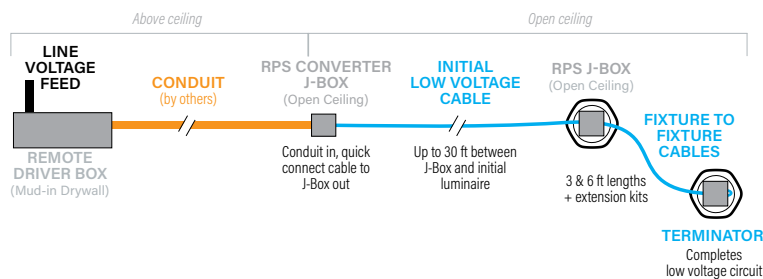 Above ceiling
Open ceiling
LINE
VOLTAGE
FEED
CONDUIT
(by others)
RPS CONVERTER
J-BOX
(Open Ceiling)
INITIAL
LOW VOLTAGE
CABLE
RPS J-BOX
(Open Ceiling)
FIXTURE TO
FIXTURE
CABLES
REMOTE
DRIVER BOX
(Mud-in Drywall)
Conduit in, quick
connect cable to
J-Box out
Up to 30 ft between
J-Box and initial
luminaire
3 & 6 ft lengths
+ extension kits
TERMINATOR
Completes
low voltage circuit